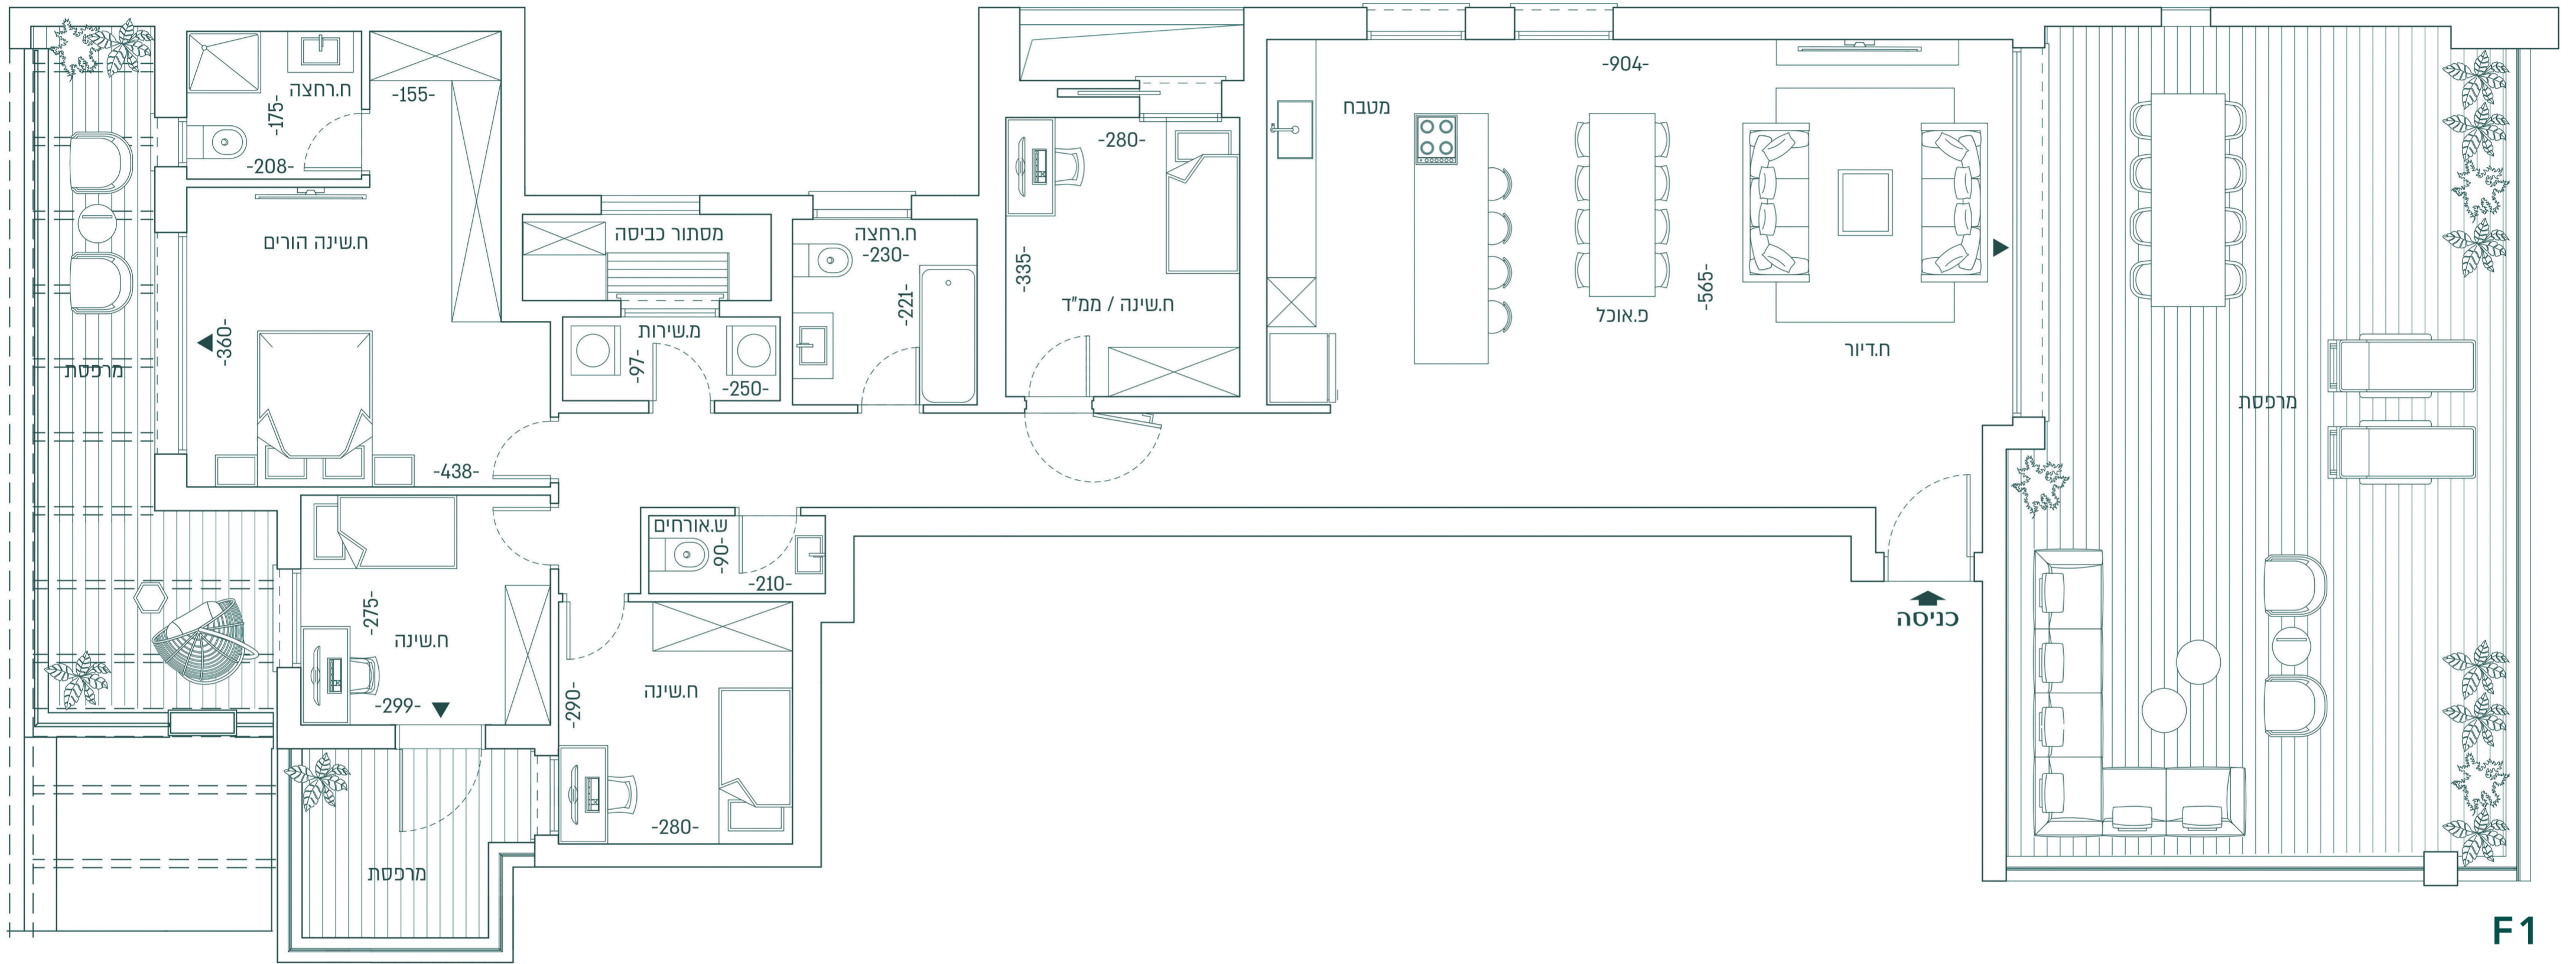 -904-
ח.רחצה
-155-
-175-
-208-
מטבח
-280-
ח.שינה הורים
מסתור כביסה
ח.רחצה
-230-
-335-
-221-
-565-
ח.שינה / ממ״ד
פ.אוכל
מ.שירות
-360-
-97-
-250-
ח.דיור
מרפסת
מרפסת
-438-
ש.אורחים
-90-
-210-
-275-
ח.שינה
כניסה
-299-
ח.שינה
-290-
-280-
מרפסת
F1